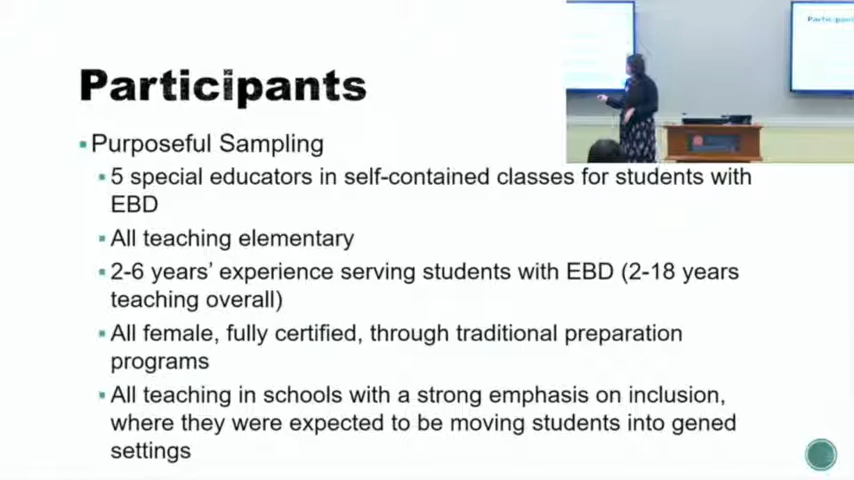 Participants
Partic
Purposeful Sampling
5 special educators in self-contained classes for students with
EBD
All teaching elementary
2-6 years’ experience serving students with EBD (2-18 years
teaching overall)
All female, fully certified, through traditional preparation
programs
All teaching in schools with a strong emphasis on inclusion,
where they were expected to be moving students into gened
settings